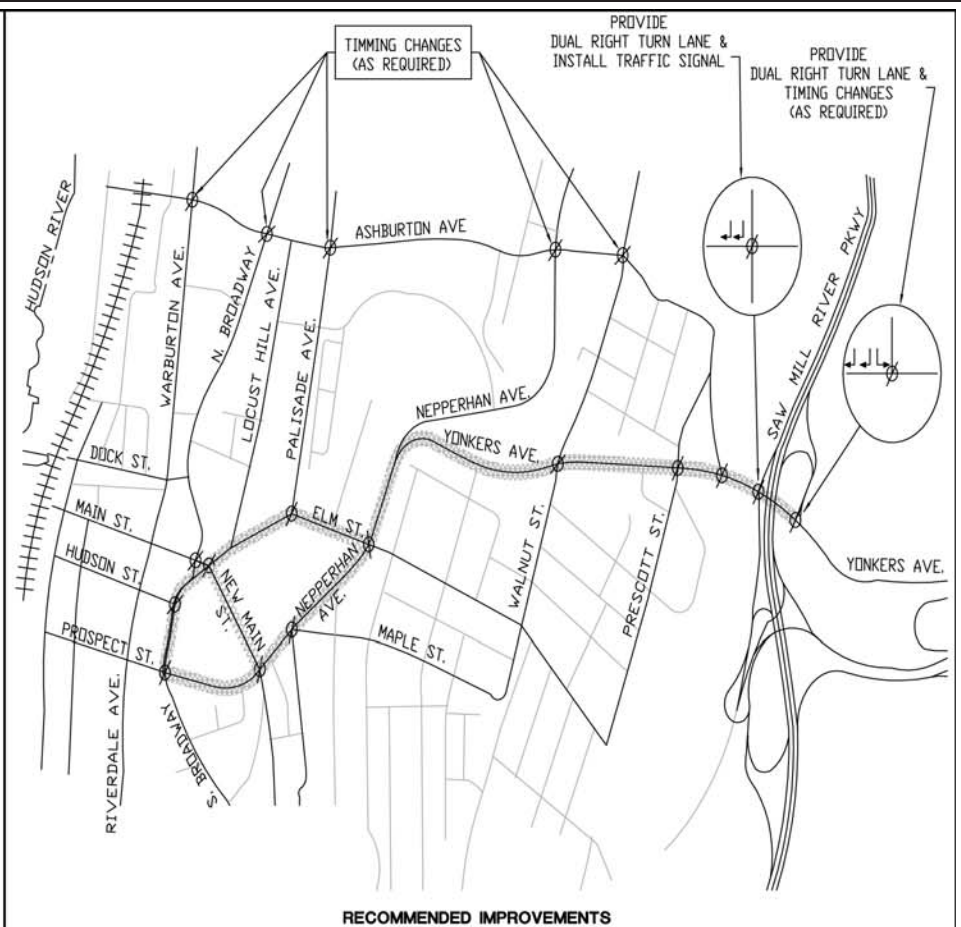 PROVIDE
DUAL RIGHT TURN LANE &
INSTALL TRAFFIC SIGNAL
TIMMING CHANGES
(AS REQUIRED)
PROVIDE
DUAL RIGHT TURN LANE &
TIMING CHANGES
(AS REQUIRED)
HUDSON RIVER
WARBURTON AVE.
N. BROADWAY
LOCUST HILL AVE.
PALISADE AVE.
ASHBURTON AVE
SAW MILL RIVER PKWY
NEPPERHAN AVE.
YONKERS AVE.
DOCK ST.
MAIN ST.
HUDSON ST.
PROSPECT ST.
ELM ST.
NEW MAIN
ST.
NEPPERHAN
AVE.
MAPLE ST.
WALNUT ST.
PRESCOTT ST.
YONKERS AVE.
RIVERDALE AVE.
S. BROADWAY
RECOMMENDED IMPROVEMENTS